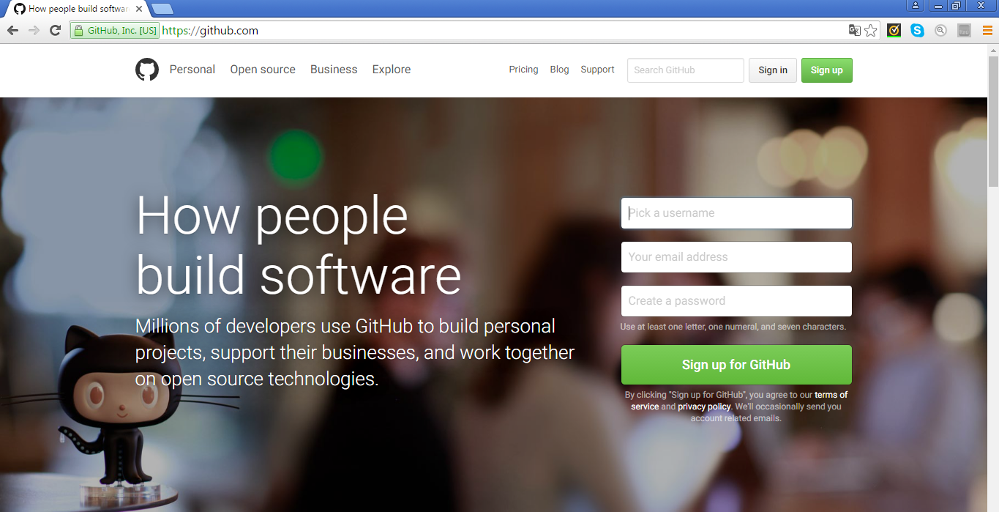 How people build softwar
GitHub, Inc. [US] https://github.com
Personal Open source Business Explore Pricing Blog Support Search GitHub Sign in Sign up
How people
build software
Millions of developers use GitHub to build personal
projects, support their businesses, and work together
on open source technologies.
Pick a username
Your email address
Create a password
Use at least one letter, one numeral, and seven characters.
Sign up for GitHub
By clicking "Sign up for GitHub", you agree to our terms of
service and privacy policy. We'll occasionally send you
account related emails.